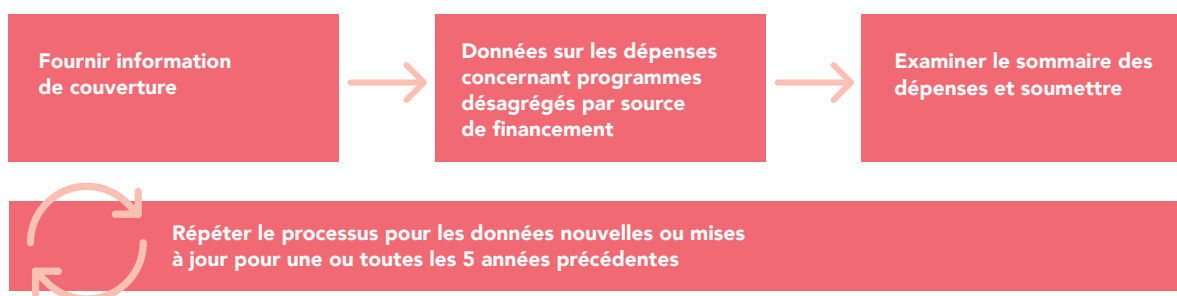 Fournir information
de couverture
Données sur les dépenses
concernant programmes
désagrégés par source
de financement
Examiner le sommaire des
dépenses et soumettre
Répéter le processus pour les données nouvelles ou mises
à jour pour une ou toutes les 5 années précédentes